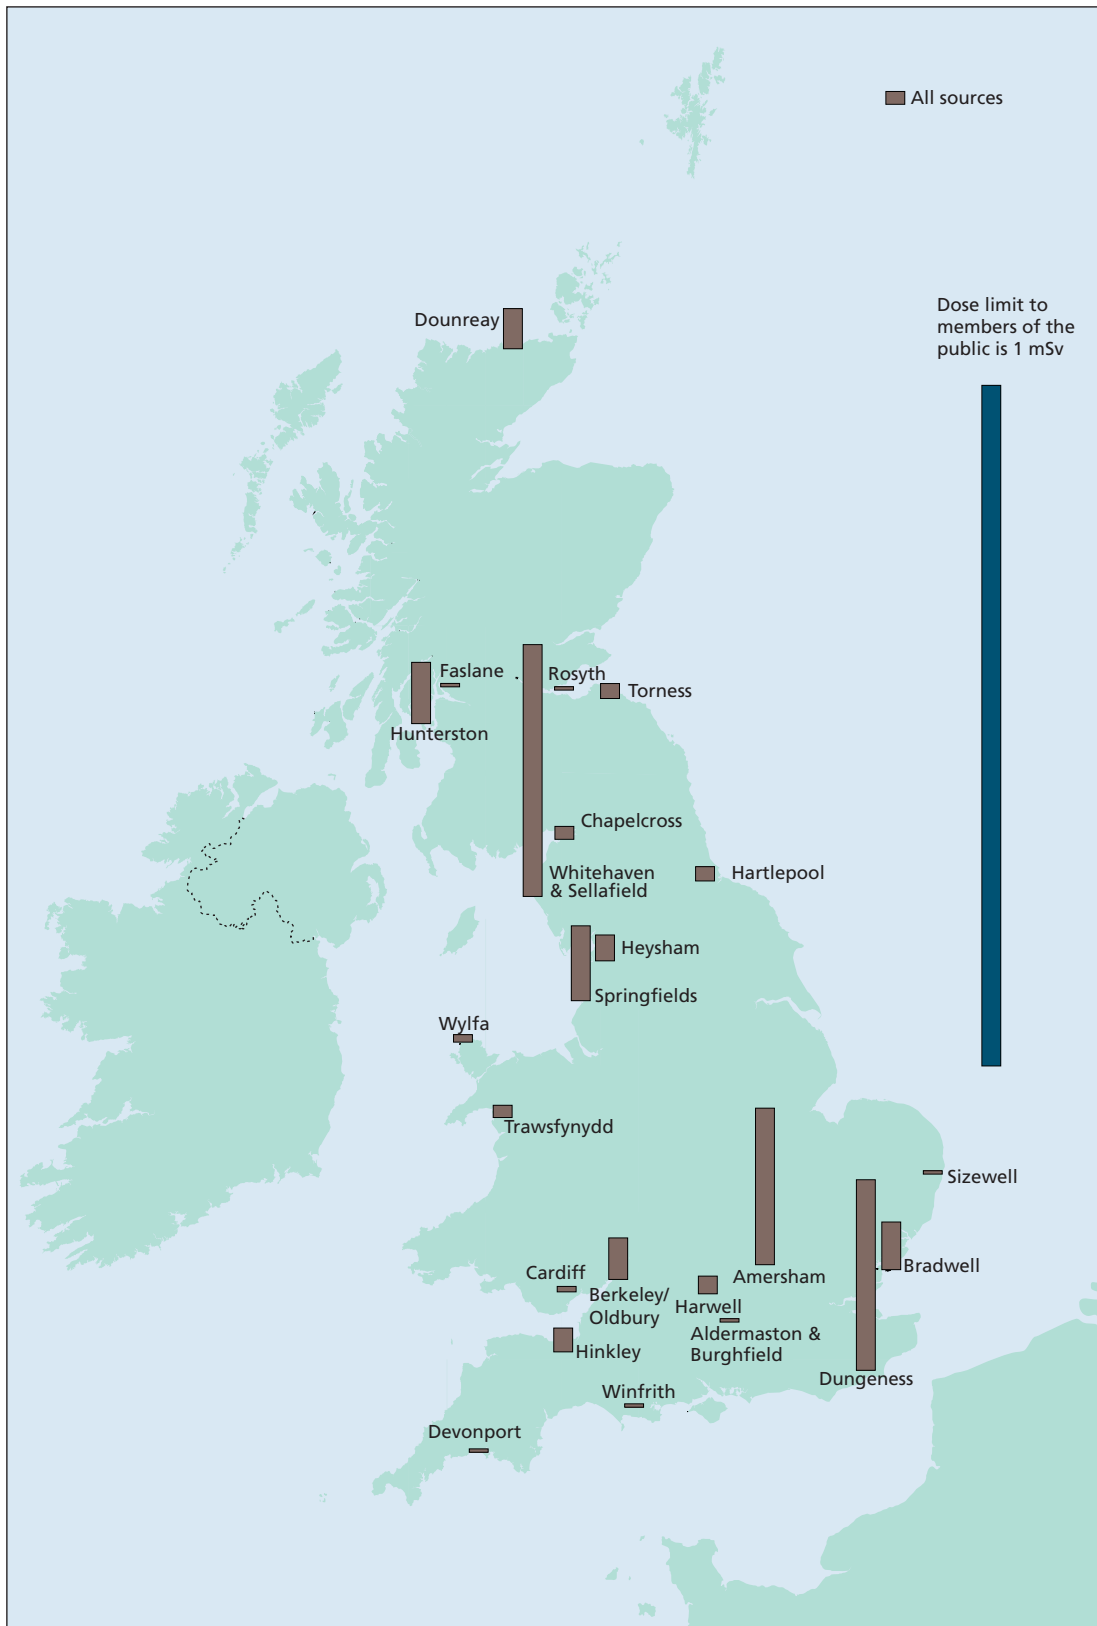 All sources
Dose limit to
members of the
public is 1 mSv
Dounreay
Faslane
Rosyth
Torness
Hunterston
Chapelcross
Whitehaven
& Sellafield
Hartlepool
Heysham
Springfields
Wylfa
Trawsfynydd
Sizewell
Bradwell
Amersham
Cardiff
Berkeley/
Oldbury
Harwell
Aldermaston &
Burghfield
Hinkley
Dungeness
Winfrith
Devonport